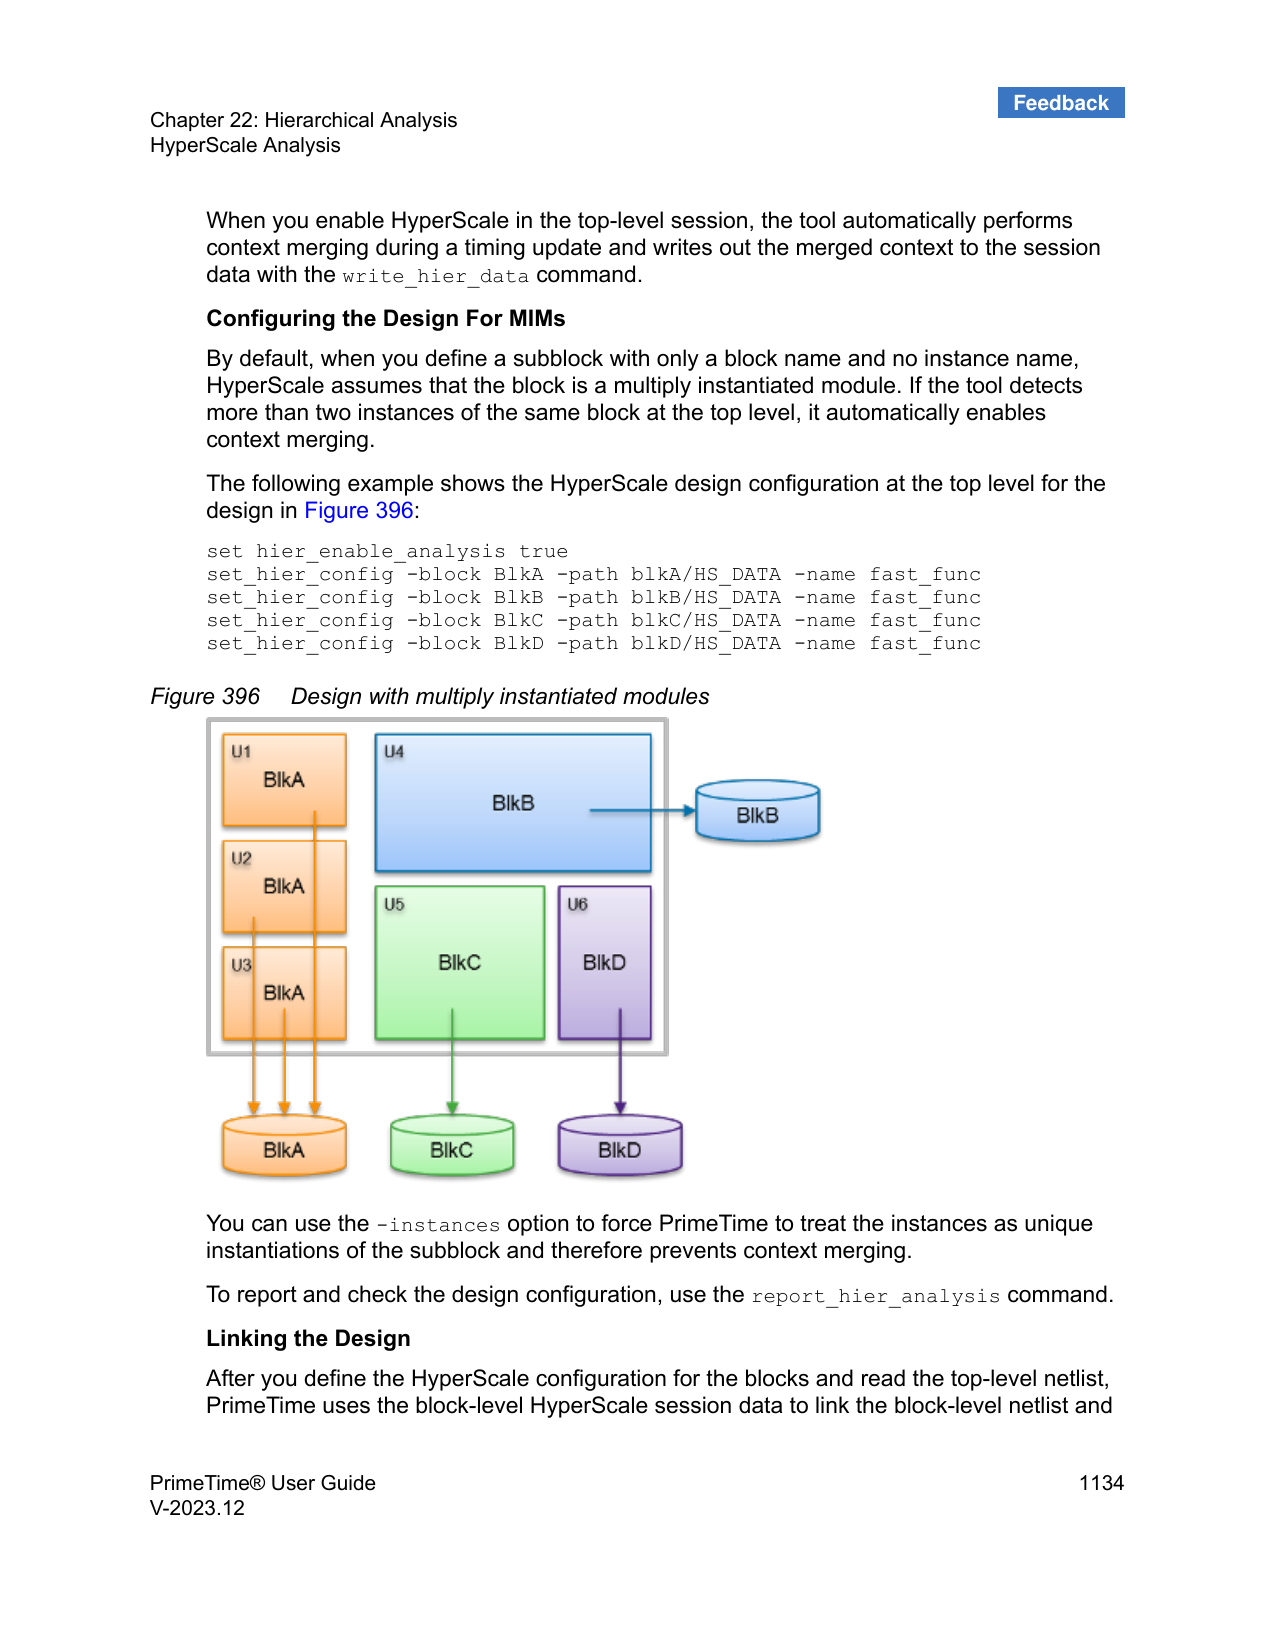 Feedback
Chapter 22: Hierarchical Analysis
HyperScale Analysis
When you enable HyperScale in the top-level session, the tool automatically performs
context merging during a timing update and writes out the merged context to the session
data with the write_hier_data command.
Configuring the Design For MIMs
By default, when you define a subblock with only a block name and no instance name,
HyperScale assumes that the block is a multiply instantiated module. If the tool detects
more than two instances of the same block at the top level, it automatically enables
context merging.
The following example shows the HyperScale design configuration at the top level for the
design in Figure 396:
set hier_enable_analysis true
set_hier_config -block BlkA -path blkA/HS_DATA -name fast_func
set_hier_config -block BlkB -path blkB/HS_DATA -name fast_func
set_hier_config -block BlkC -path blkC/HS_DATA -name fast_func
set_hier_config -block BlkD -path blkD/HS_DATA -name fast_func
Figure 396 Design with multiply instantiated modules
U1
BlkA
U4
BlkB
BlkB
U2
BlkA
U5
BlkC
U6
BlkD
U3
BlkA
BlkA
BlkC
BlkD
You can use the -instances option to force PrimeTime to treat the instances as unique
instantiations of the subblock and therefore prevents context merging.
To report and check the design configuration, use the report_hier_analysis command.
Linking the Design
After you define the HyperScale configuration for the blocks and read the top-level netlist,
PrimeTime uses the block-level HyperScale session data to link the block-level netlist and
PrimeTime® User Guide
1134
V-2023.12